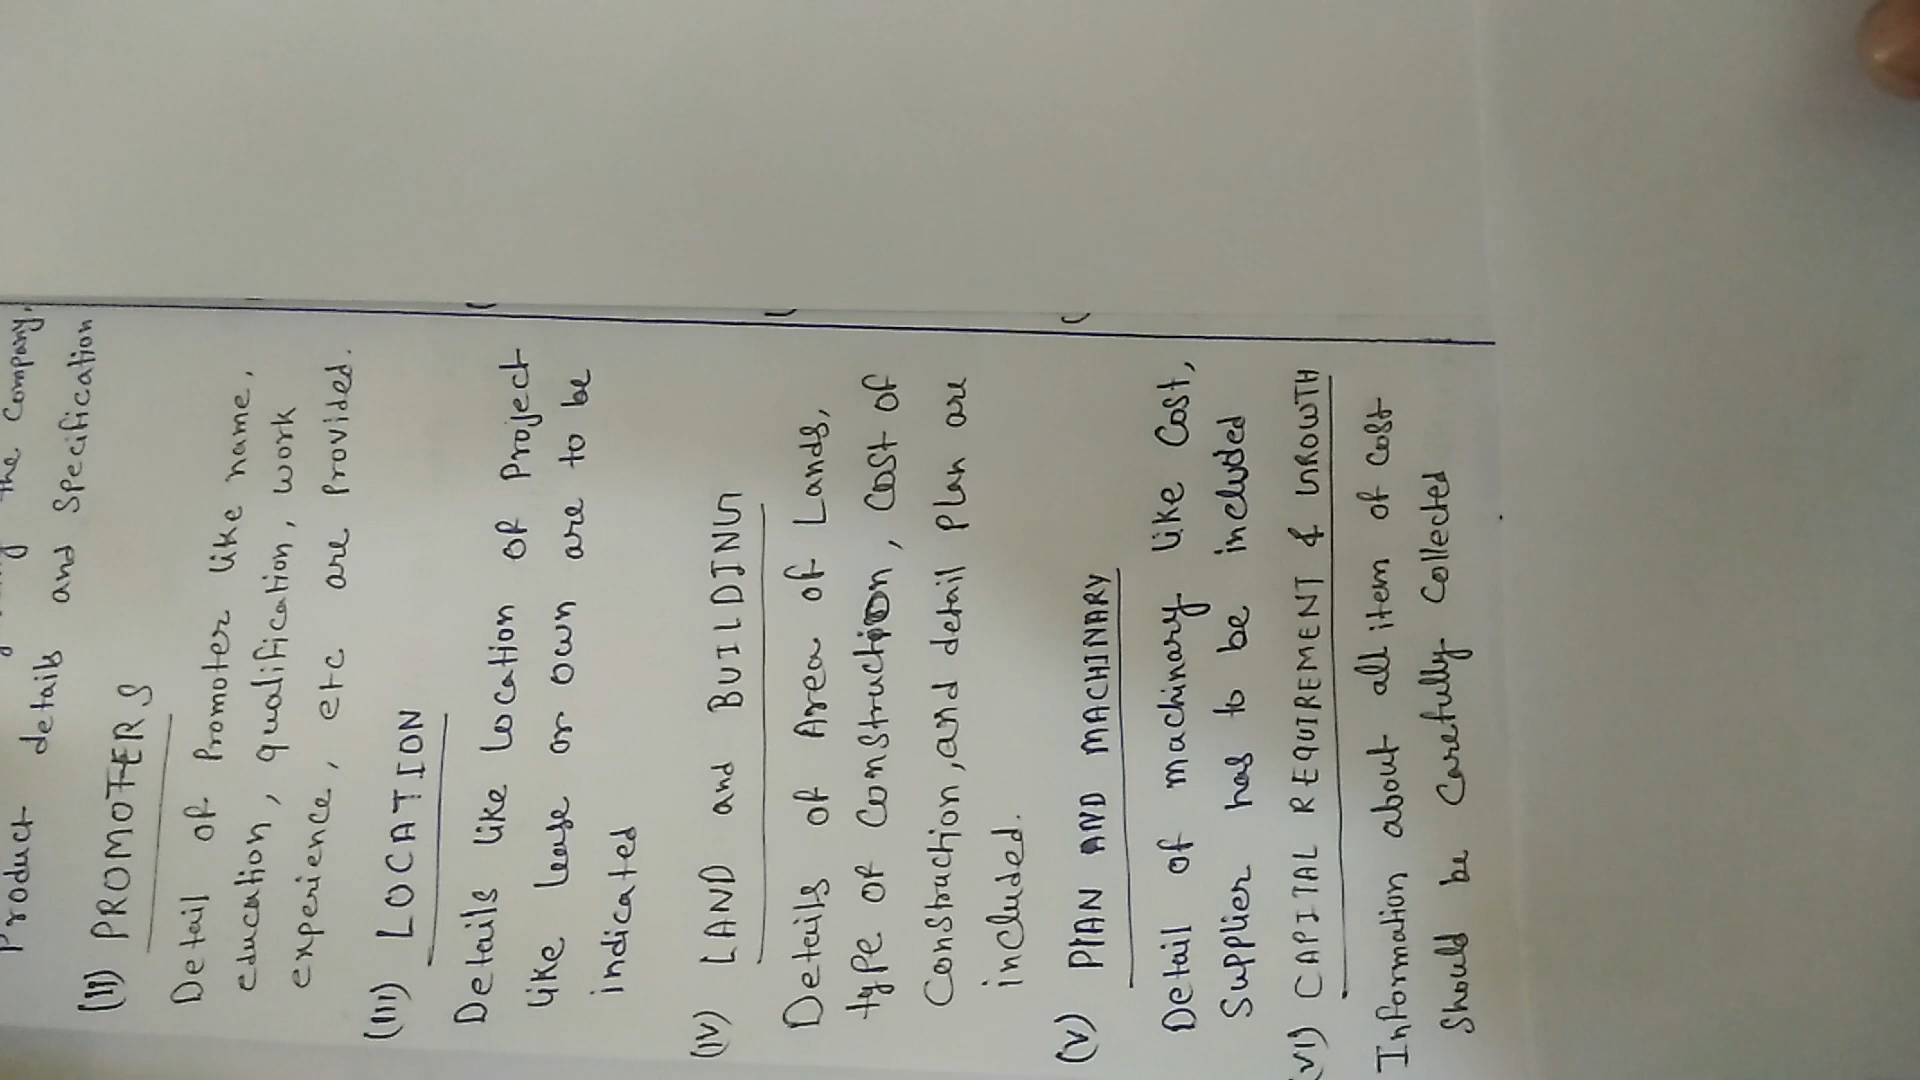 the Company,
Product details and Specification
(II) PROMOTERS
Detail of Promoter like name,
education, qualification, work
experience, etc are Provided.
(III) LOCATION
Details like Location of Project
like lease or own are to be
indicated
(IV) LAND and BUILDING
Details of Area of Lands,
type of Construction, Cost of
Construction, and detail Plan are
included.
(V) PlAN AND MACHINARY
Detail of machinary like Cost,
Supplier has to be included
(VI) CAPITAL REQUIREMENT & GROWTH
Information about all item of Cost
Should be Carefully Collected